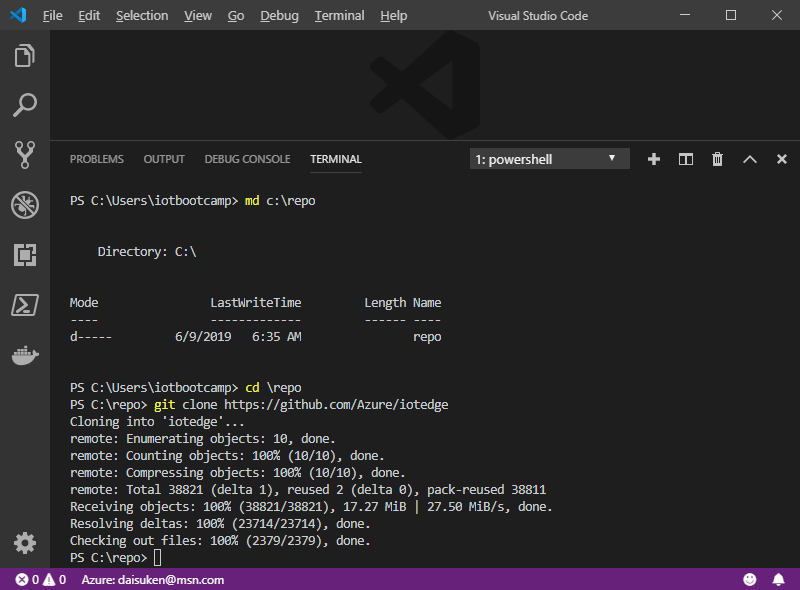 File Edit Selection View Go Debug Terminal Help Visual Studio Code
PROBLEMS OUTPUT DEBUG CONSOLE TERMINAL 1: powershell
PS C:\Users\iotbootcamp> md c:\repo
Directory: C:\
Mode LastWriteTime Length Name
---- ------------- ------ ----
d----- 6/9/2019 6:35 AM repo
PS C:\Users\iotbootcamp> cd \repo
PS C:\repo> git clone https://github.com/Azure/iotedge
Cloning into 'iotedge'...
remote: Enumerating objects: 10, done.
remote: Counting objects: 100% (10/10), done.
remote: Compressing objects: 100% (10/10), done.
remote: Total 38821 (delta 1), reused 2 (delta 0), pack-reused 38811
Receiving objects: 100% (38821/38821), 17.27 MiB | 27.50 MiB/s, done.
Resolving deltas: 100% (23714/23714), done.
Checking out files: 100% (2379/2379), done.
PS C:\repo>
0 0 Azure: daisuken@msn.com